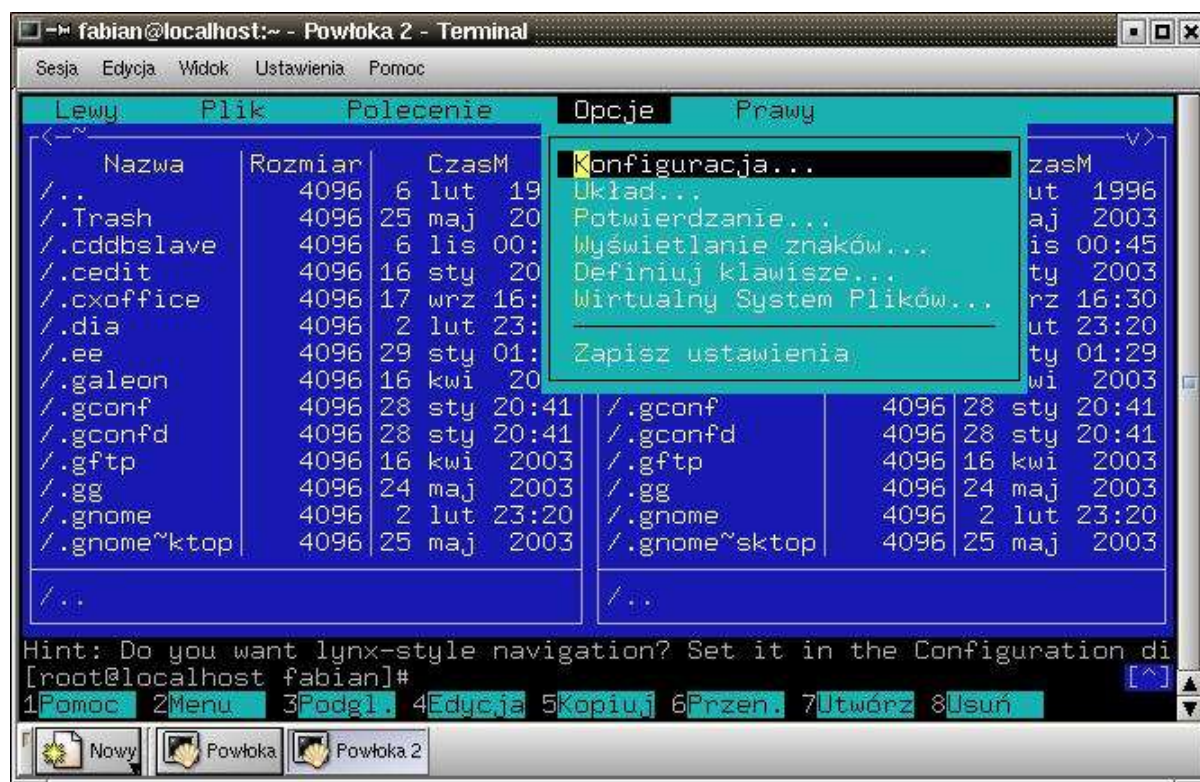 fabian@localhost:~ - Powłoka 2 - Terminal
Sesja Edycja Widok Ustawienia Pomoc
Lewy Plik Polecenie Opcje Prawy
<-~ v>
Nazwa Rozmiar CzasM Konfiguracja... zasM
/.. 4096 6 lut 19 Układ... ut 1996
/.Trash 4096 25 maj 20 Potwierdzanie... aj 2003
/.cddbslave 4096 6 lis 00: Wyświetlanie znaków... is 00:45
/.cedit 4096 16 sty 20 Definiuj klawisze... ty 2003
/.cxoffice 4096 17 wrz 16: Wirtualny System Plików... rz 16:30
/.dia 4096 2 lut 23: ut 23:20
/.ee 4096 29 sty 01: Zapisz ustawienia ty 01:29
/.galeon 4096 16 kwi 20 wi 2003
/.gconf 4096 28 sty 20:41 /.gconf 4096 28 sty 20:41
/.gconfd 4096 28 sty 20:41 /.gconfd 4096 28 sty 20:41
/.gftp 4096 16 kwi 2003 /.gftp 4096 16 kwi 2003
/.gg 4096 24 maj 2003 /.gg 4096 24 maj 2003
/.gnome 4096 2 lut 23:20 /.gnome 4096 2 lut 23:20
/.gnome~ktop 4096 25 maj 2003 /.gnome~sktop 4096 25 maj 2003
/.. /..
Hint: Do you want lynx-style navigation? Set it in the Configuration di
[root@localhost fabian]# [^]
1Pomoc 2Menu 3Podgl. 4Edycja 5Kopiuj 6Przen. 7Utwórz 8Usuń
Nowy Powłoka Powłoka 2